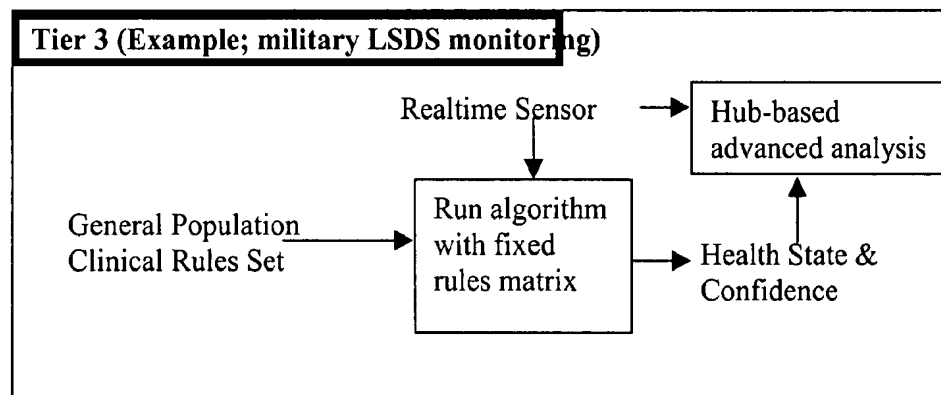 Tier 3 (Example; military LSDS monitoring)
Realtime Sensor
Hub-based
advanced analysis
General Population
Clinical Rules Set
Run algorithm
with fixed
rules matrix
Health State &
Confidence